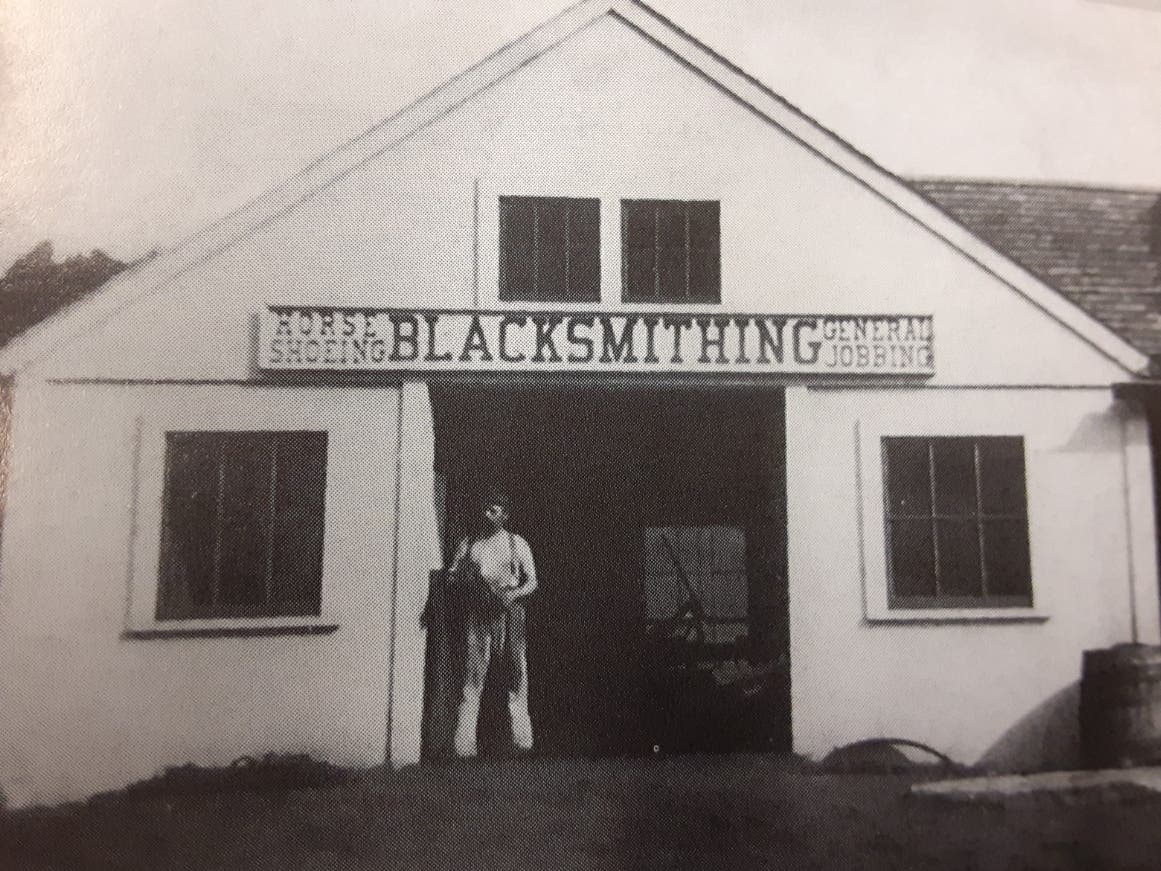 HORSE
SHOEING
BLACKSMITHING
GENERAL
JOBBING